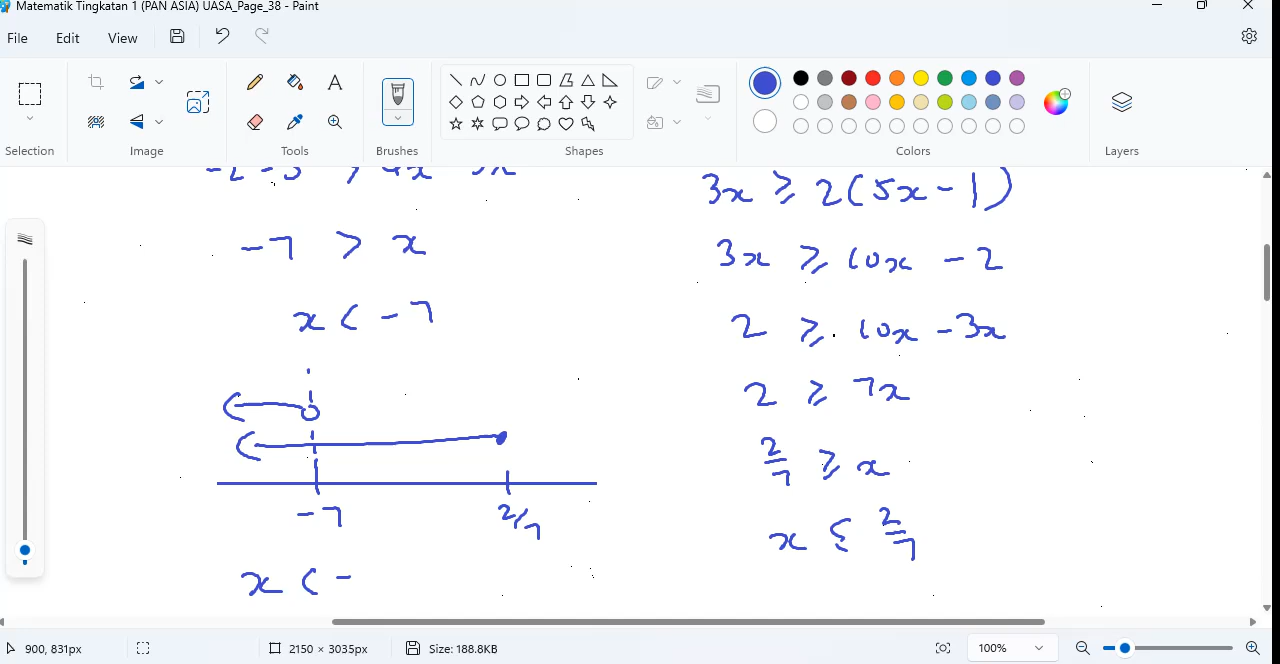 Matematik Tingkatan 1 (PAN ASIA) UASA_Page_38 - Paint
File Edit View
Selection Image Tools Brushes Shapes Colors Layers
-7 > x
x < -7
-7 2/7
x < -
3x ≥ 2(5x - 1)
3x ≥ 10x - 2
2 ≥ 10x - 3x
2 ≥ 7x
2/7 ≥ x
x ≤ 2/7
900, 831px 2150 × 3035px Size: 188.8KB 100%